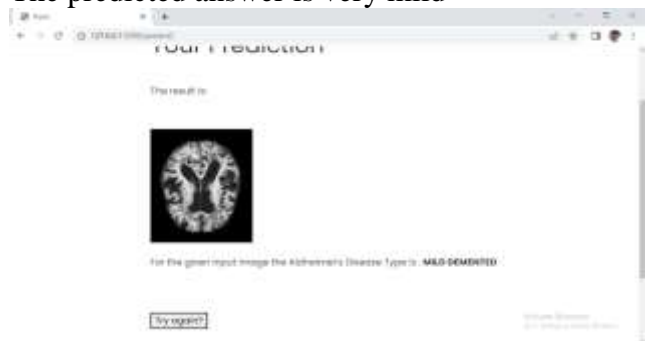 The predicted answer is very mild
Your Prediction
The result is:
For the given input image the Alzheimer's Disease Type is : MILD DEMENTED
Try again?